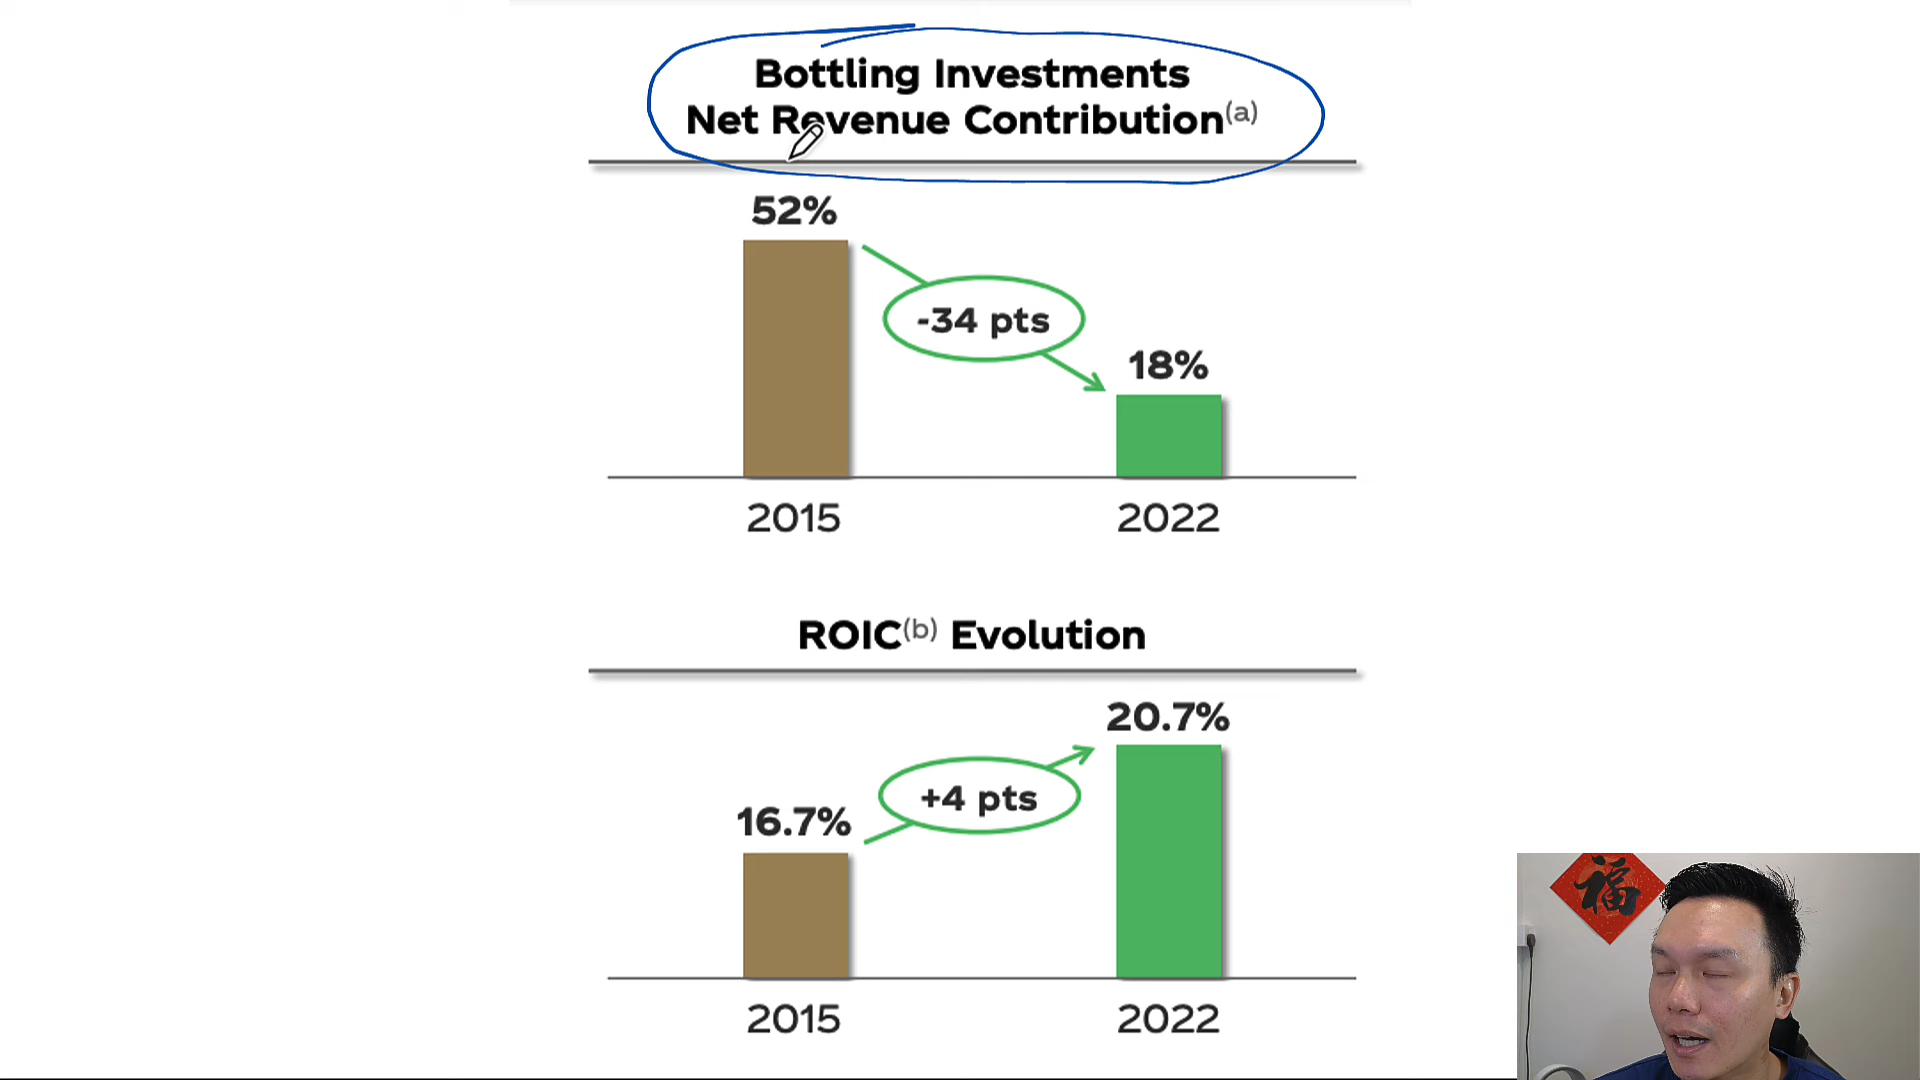 Bottling Investments
Net Revenue Contribution(a)
52%
-34 pts
18%
2015
2022
ROIC(b) Evolution
20.7%
+4 pts
16.7%
2015
2022
福